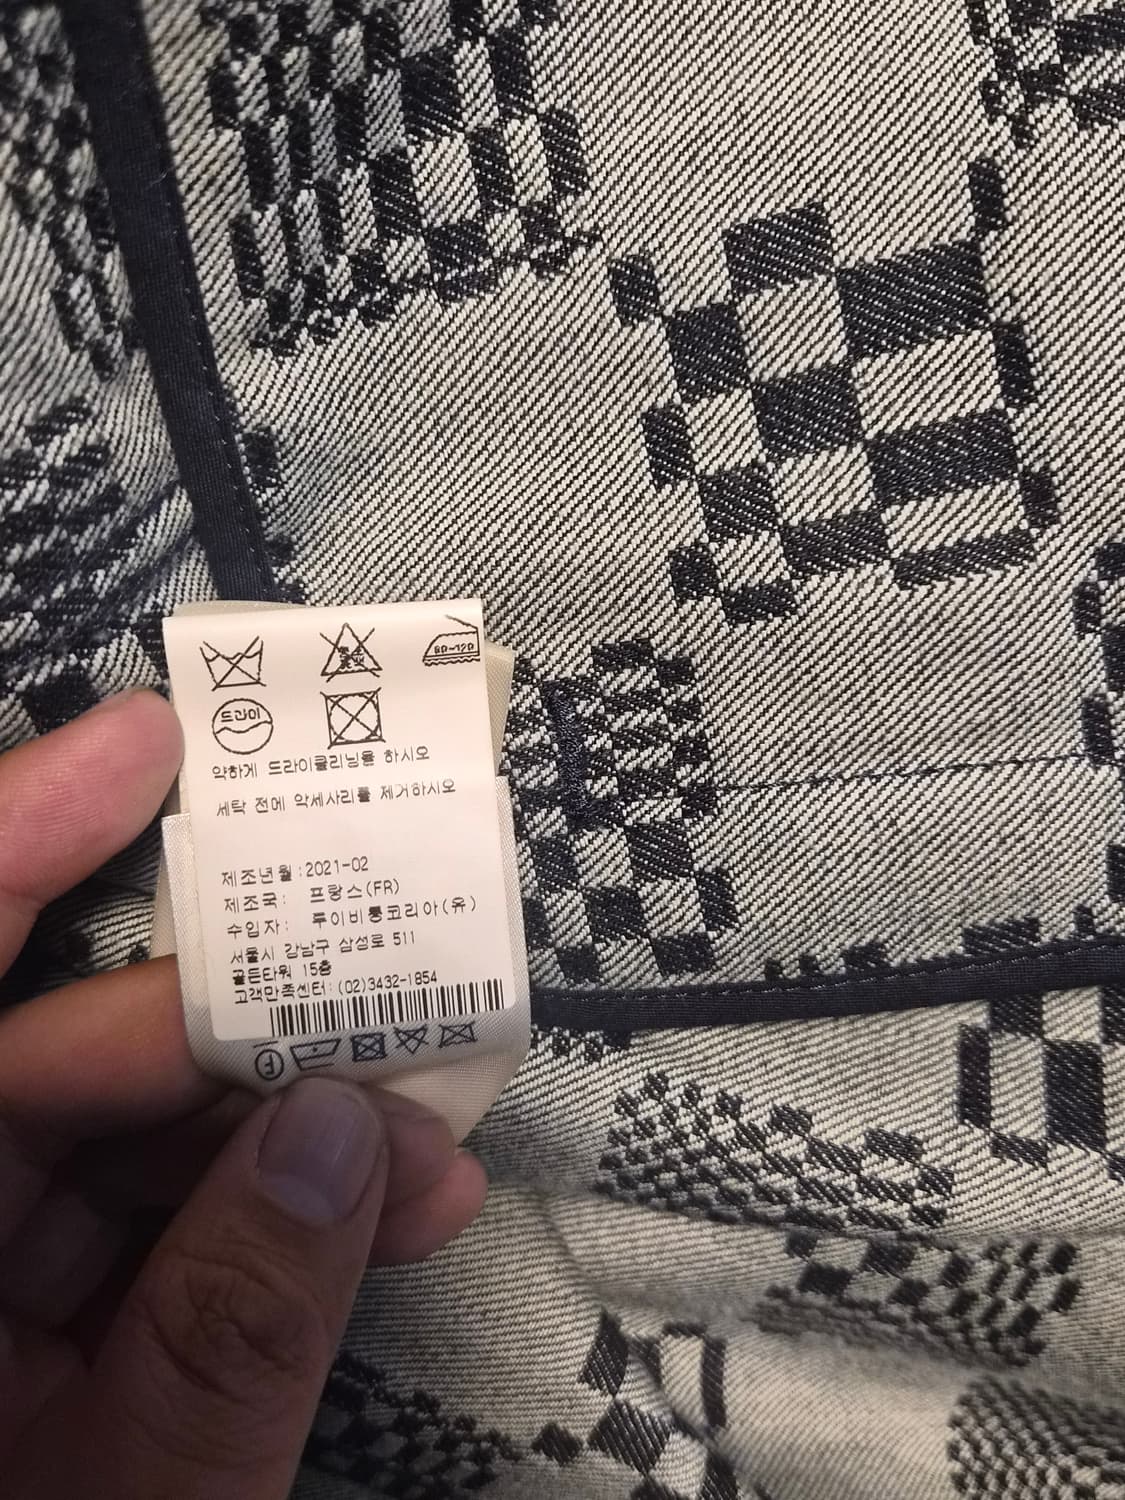 80~120
드라이
약하게 드라이클리닝을 하시오
세탁 전에 악세사리를 제거하시오
제조년월:2021-02
제조국: 프랑스(FR)
수입자: 루이비통코리아(유)
서울시 강남구 삼성로 511
골든타워 15층
고객만족센터:(02)3432-1854
F